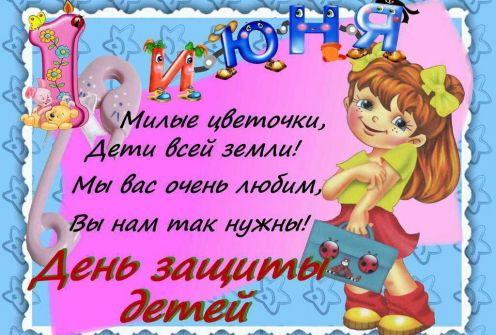 1 ИЮНЯ
Милые цветочки,
Дети всей земли!
Мы вас очень любим,
Вы нам так нужны!
День защиты
детей